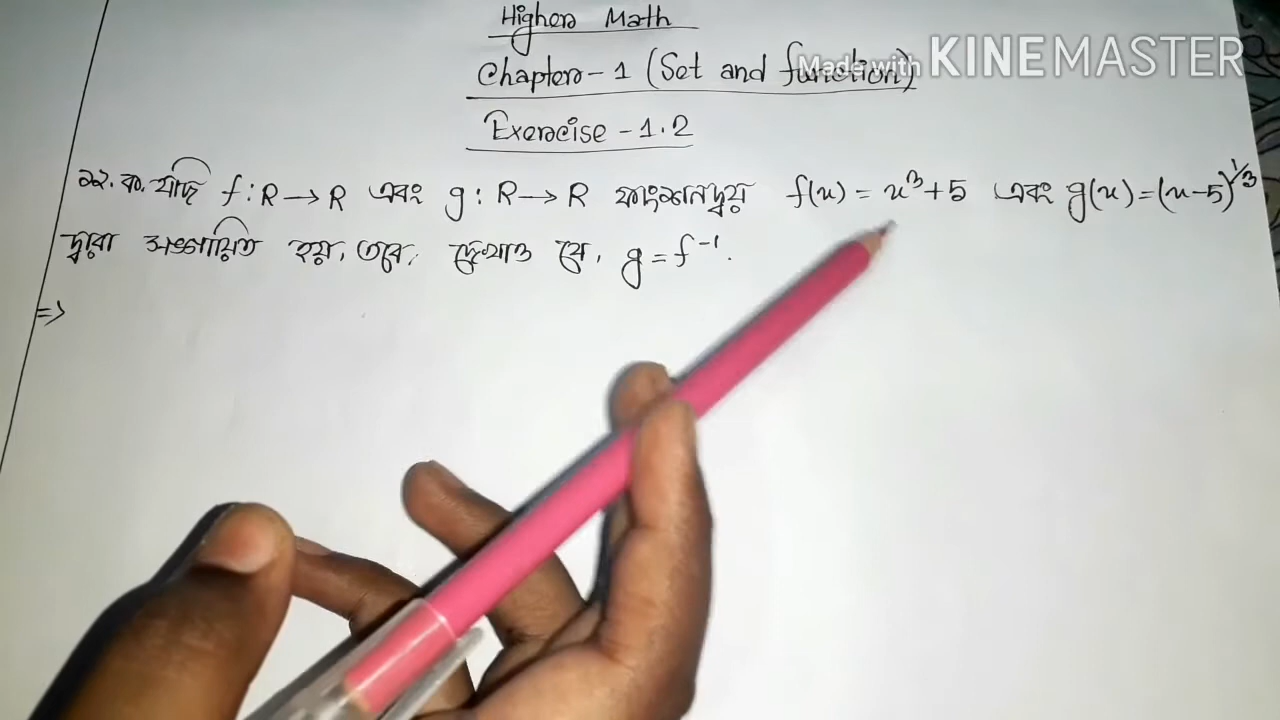 Higher Math
Chapter - 1 (Set and function)
Made with KINEMASTER
Exercise - 1.2
১২. ক. যদি f : R → R এবং g : R → R ফাংশনদ্বয় f(x) = x³ + 5 এবং g(x) = (x - 5)^1/3
দ্বারা সংজ্ঞায়িত হয়, তবে, দেখাও যে, g = f⁻¹.
⇒